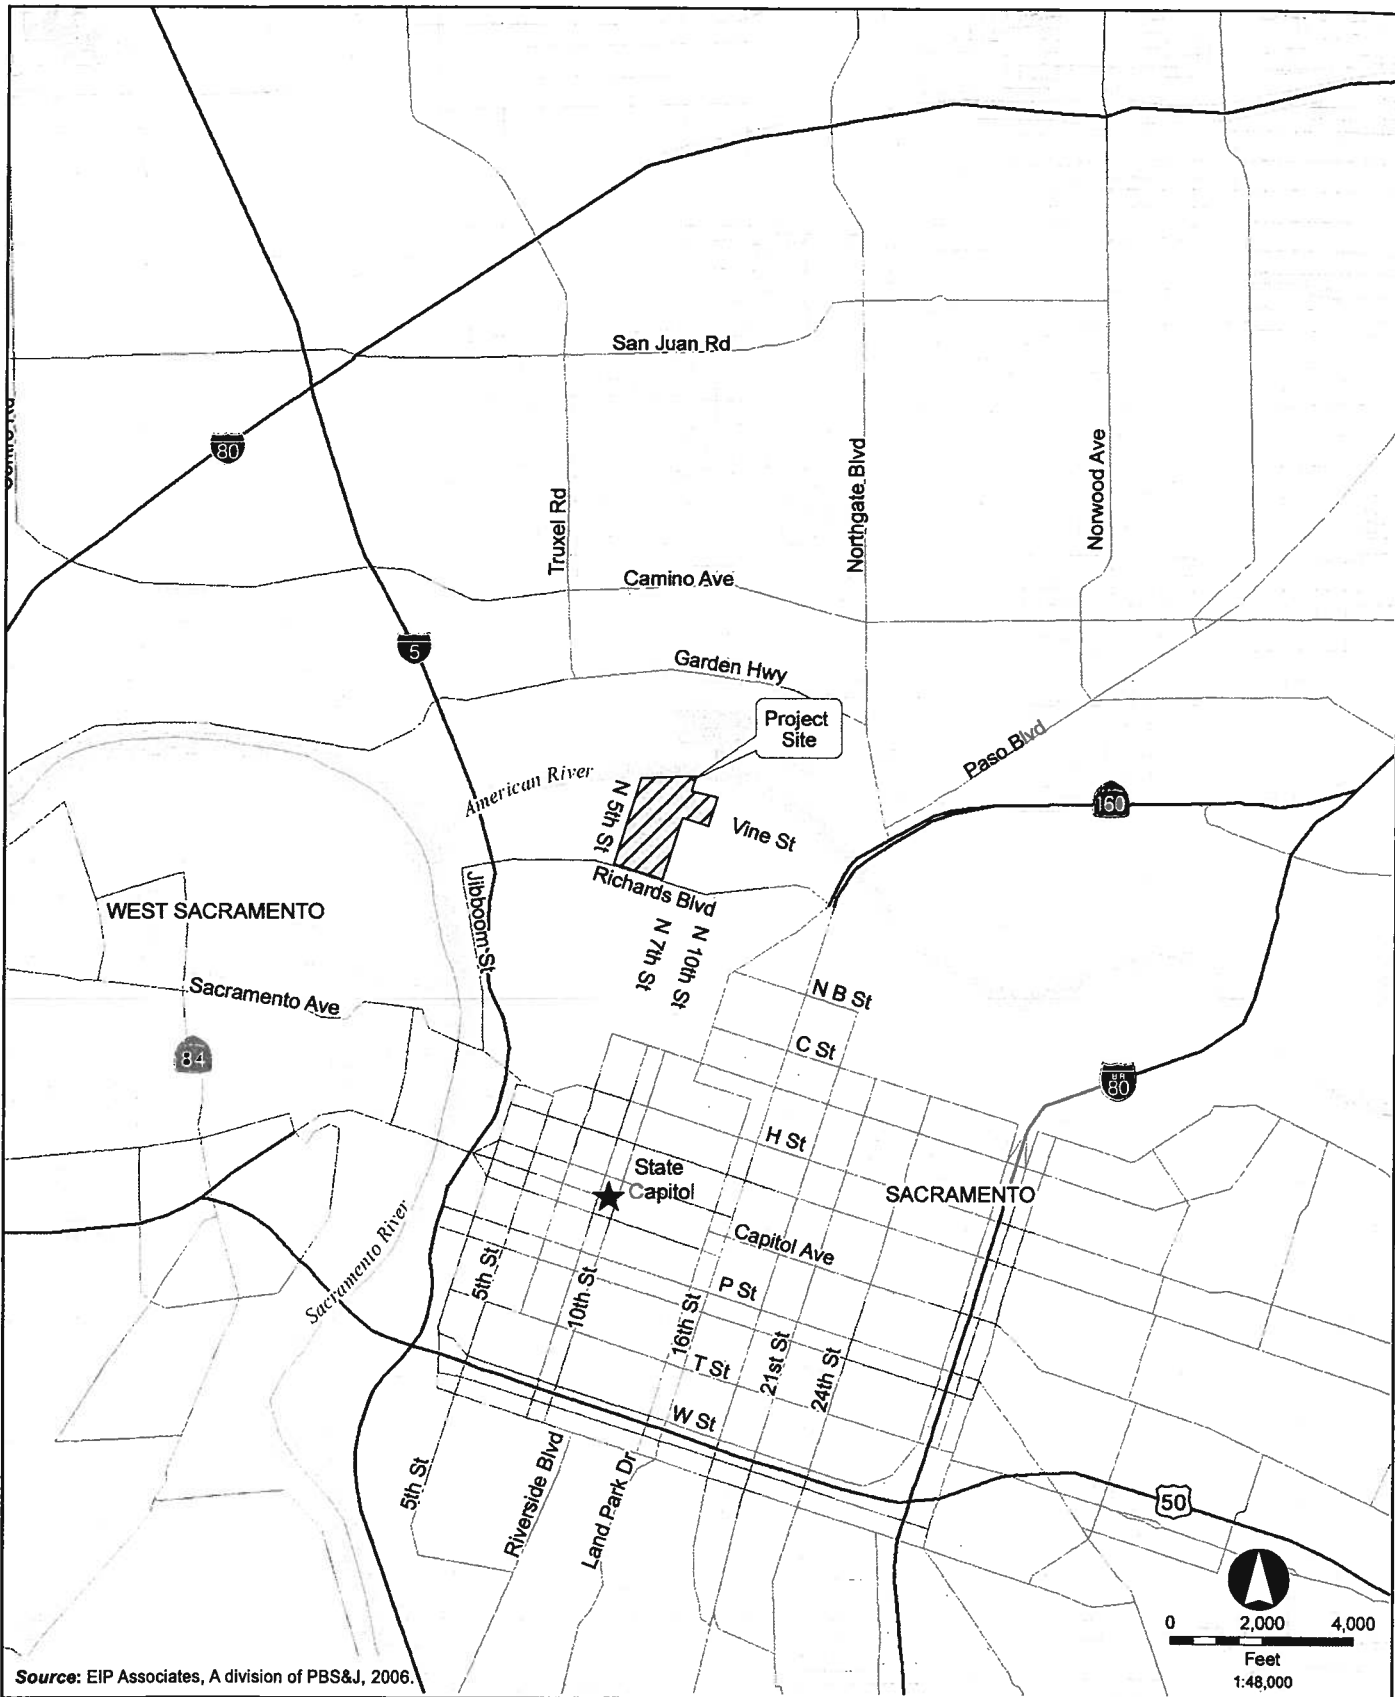 San Juan Rd
80
Truxel Rd
Northgate Blvd
Norwood Ave
Camino Ave
5
Garden Hwy
Project
Site
Paso Blvd
American River
N 5th St
Vine St
160
Richards Blvd
Jibboom St
WEST SACRAMENTO
N 7th St
N 10th St
Sacramento Ave
N B St
C St
84
BR
80
H St
State
Capitol
SACRAMENTO
Capitol Ave
Sacramento River
5th St
10th St
P St
16th St
21st St
24th St
T St
W St
5th St
Riverside Blvd
Land Park Dr
50
0 2,000 4,000
Feet
1:48,000
Source: EIP Associates, A division of PBS&J, 2006.